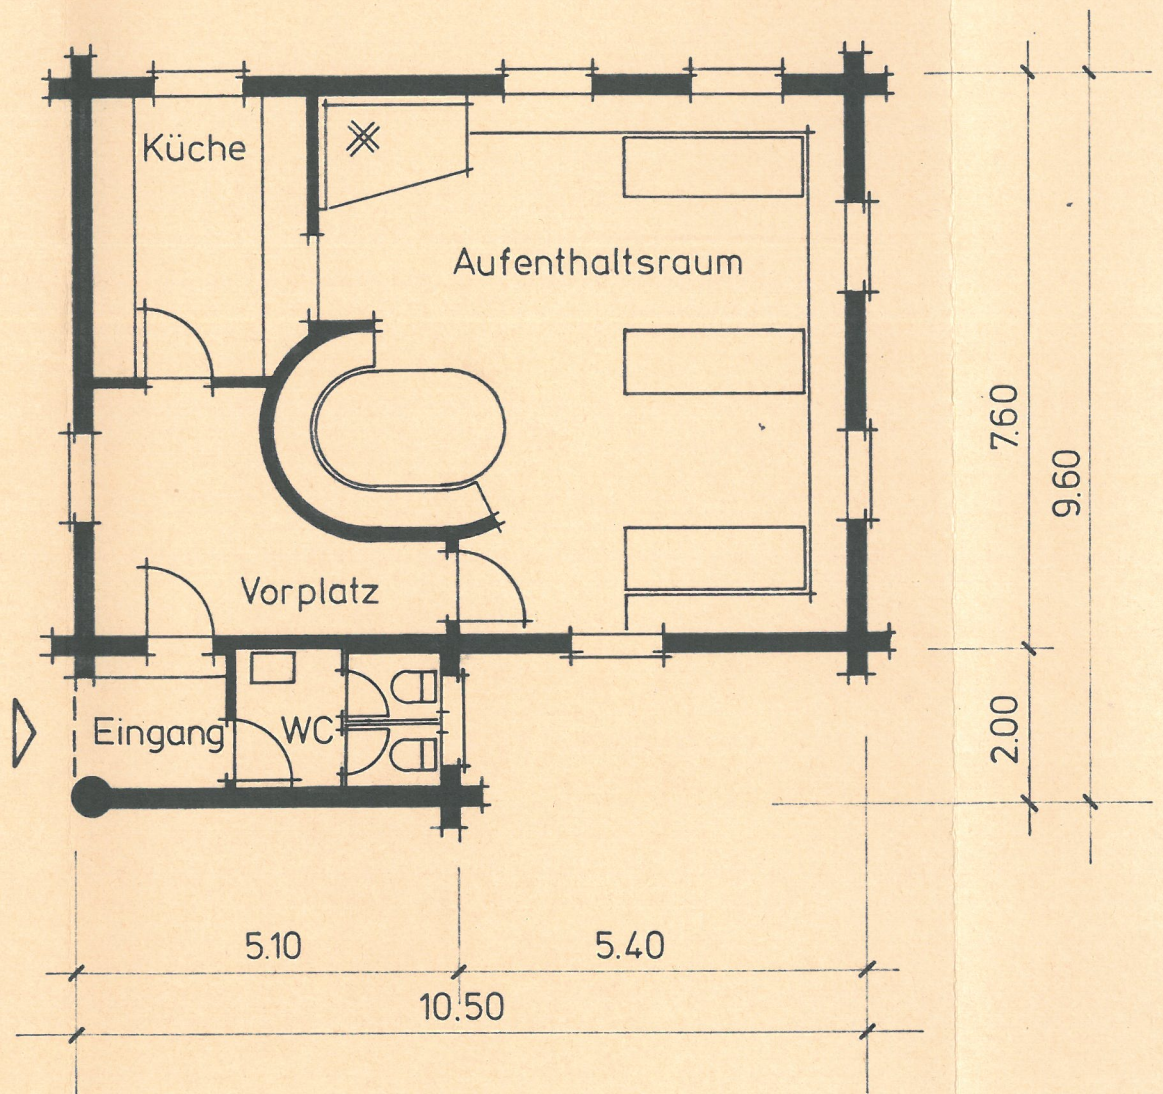 Küche
Aufenthaltsraum
7.60
9.60
Vorplatz
Eingang
WC
2.00
5.10
5.40
10.50